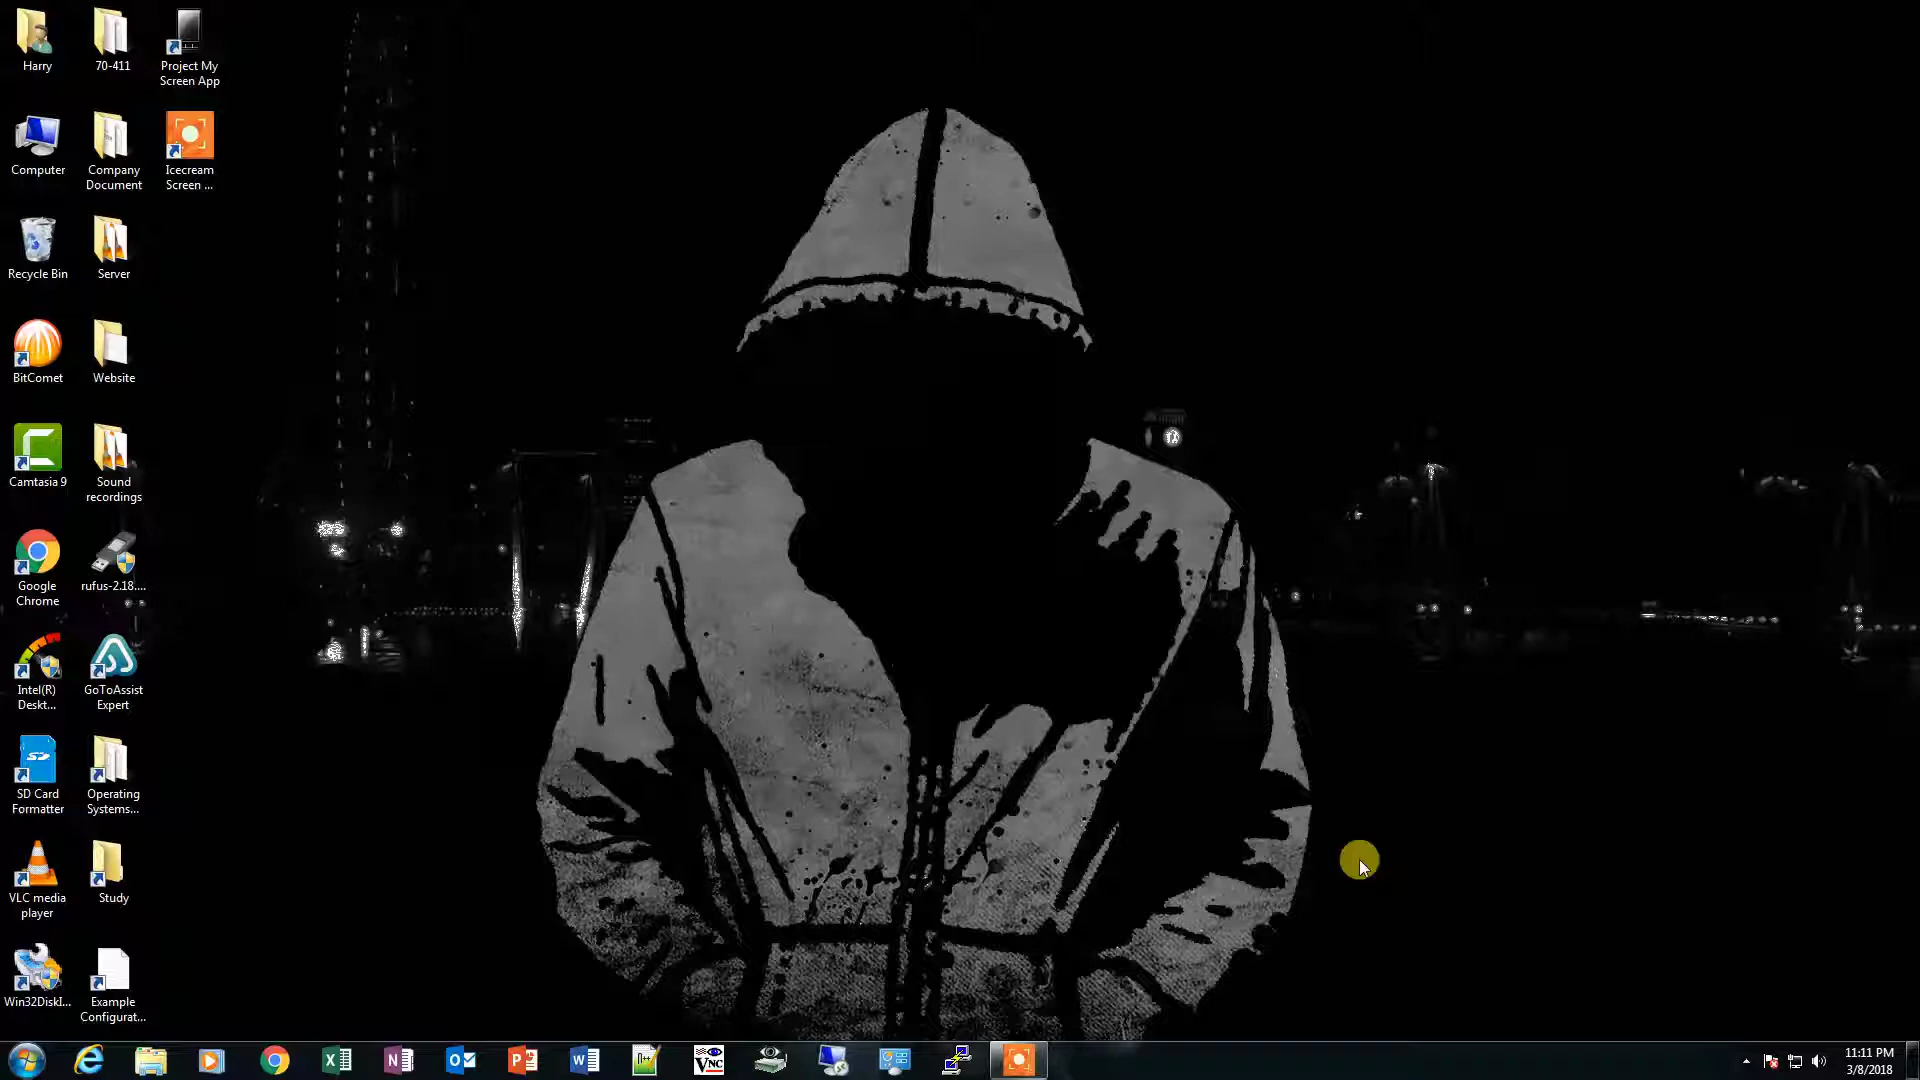 Harry
70-411
Project My
Screen App
Computer
Company
Document
Icecream
Screen ...
Recycle Bin
Server
BitComet
Website
Camtasia 9
Sound
recordings
Google
Chrome
rufus-2.18....
Intel(R)
Deskt...
GoToAssist
Expert
SD
SD Card
Formatter
Operating
Systems...
VLC media
player
Study
Win32DiskI...
Example
Configurat...
VNC
11:11 PM
3/8/2018